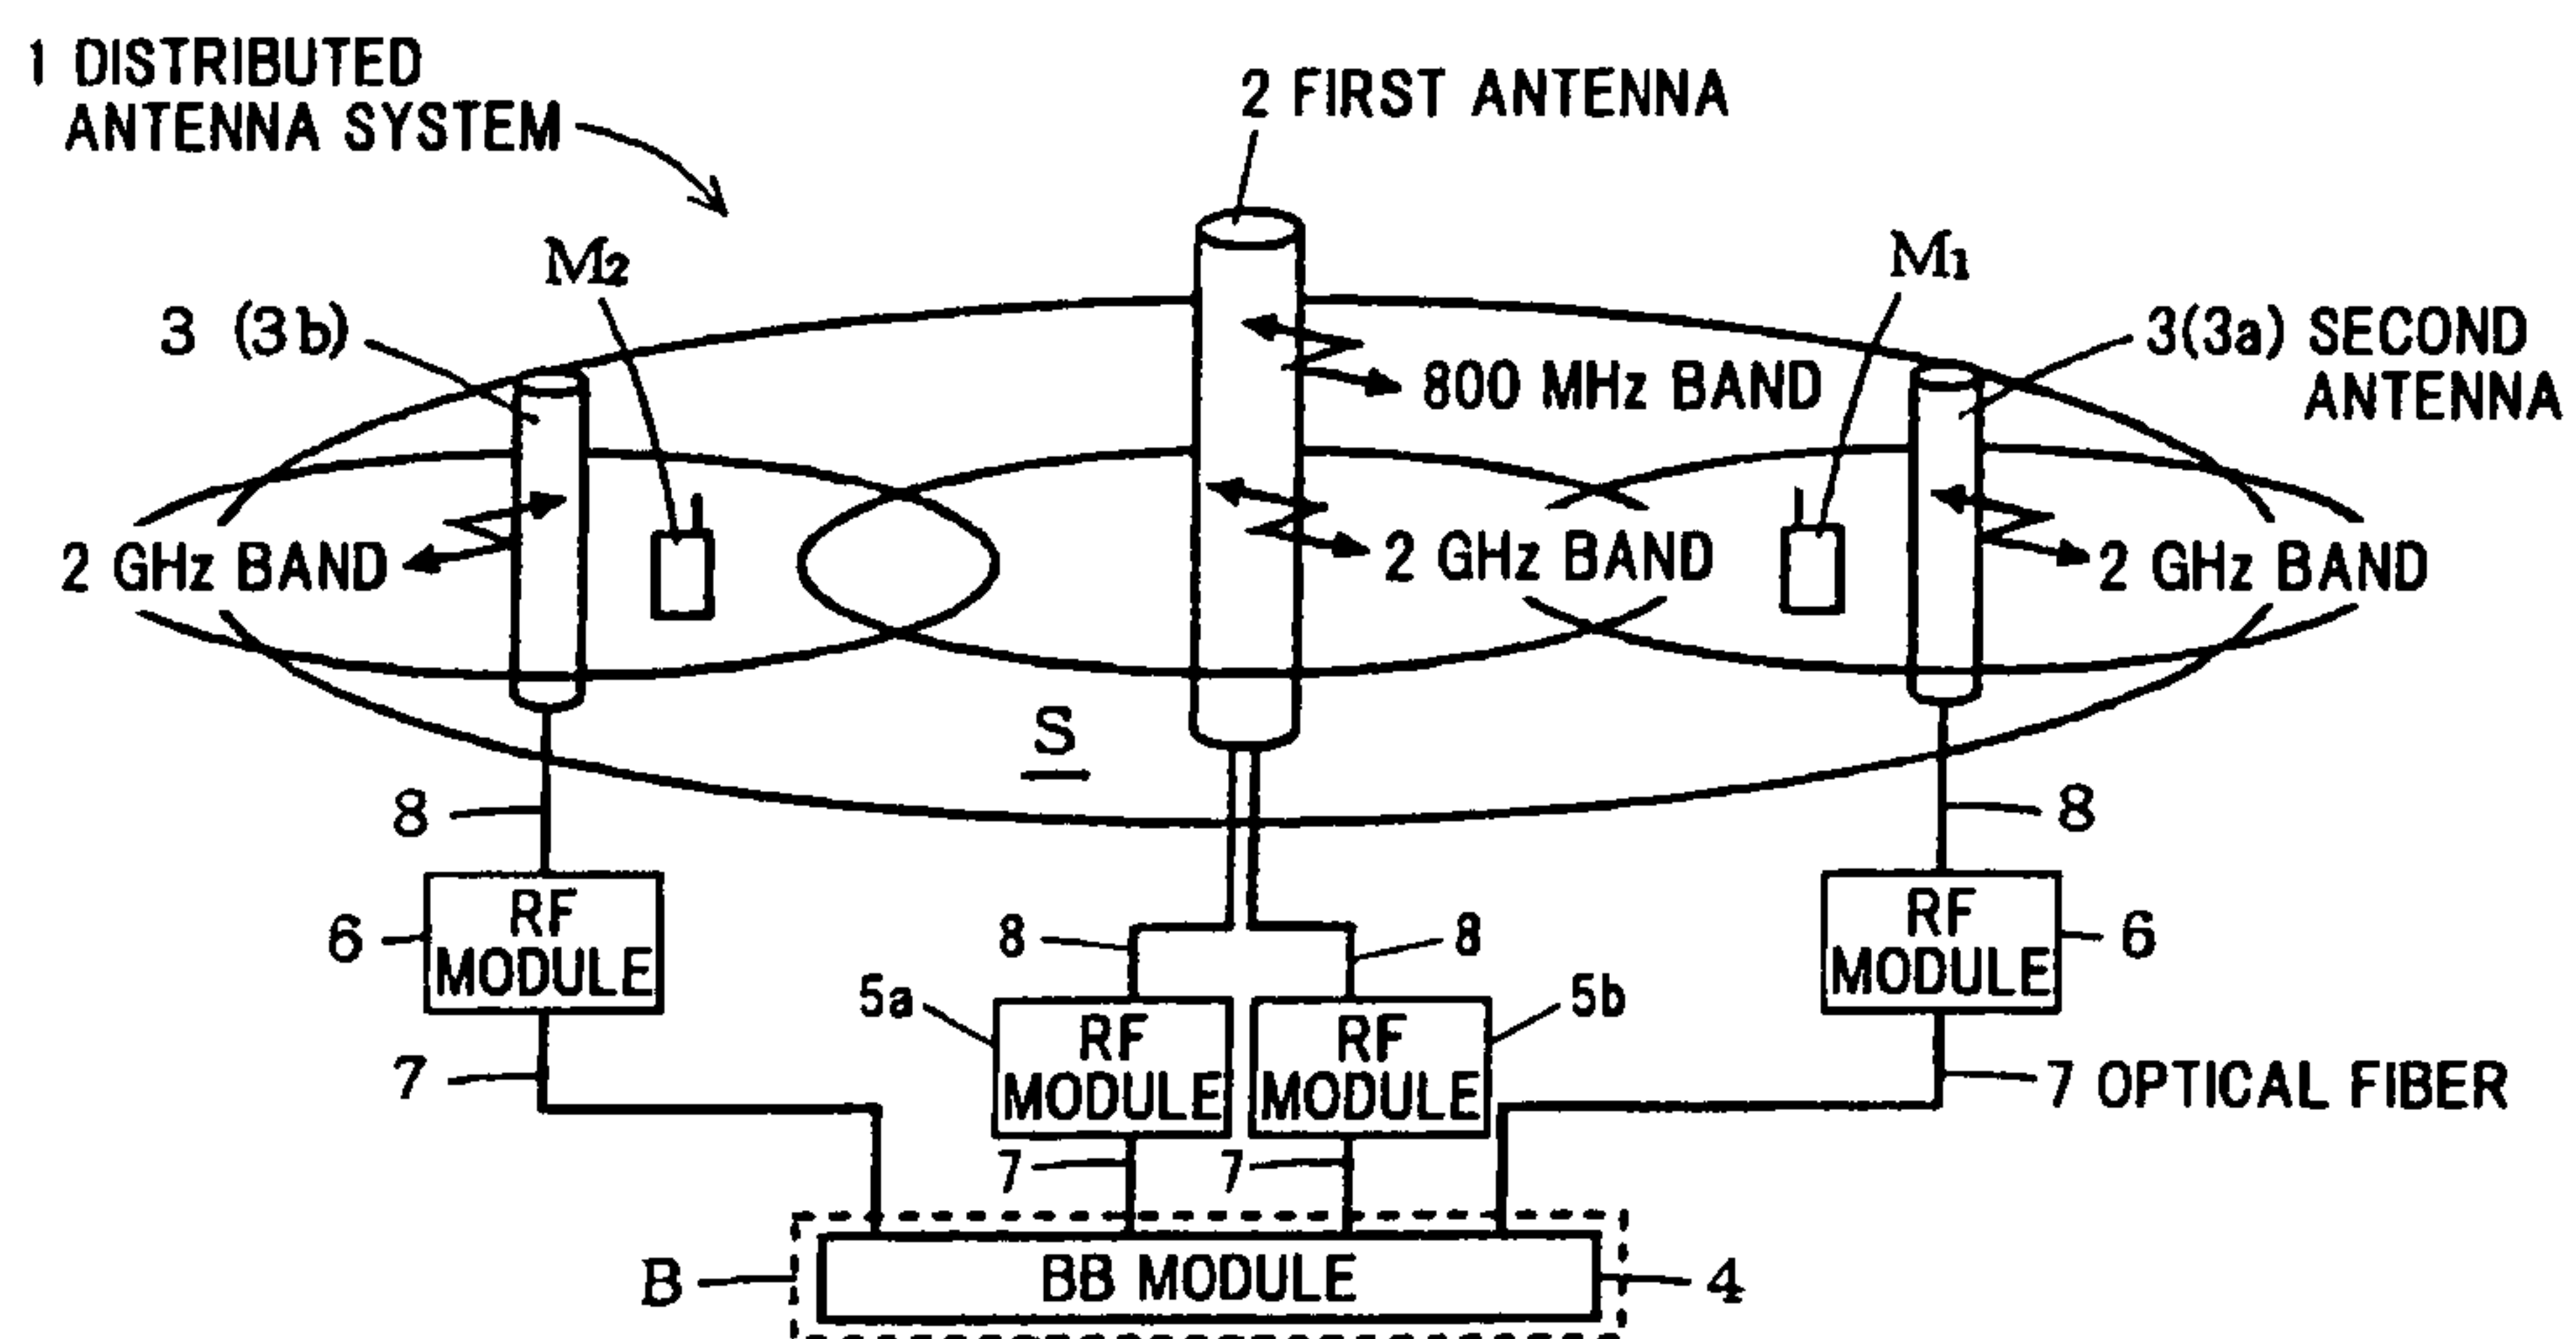 1 DISTRIBUTED
ANTENNA SYSTEM
2 FIRST ANTENNA
M2
M1
3 (3b)
3(3a) SECOND
ANTENNA
800 MHz BAND
2 GHz BAND
2 GHz BAND
2 GHz BAND
S
8
8
RF
MODULE
6
8
8
RF
MODULE
6
5a
RF
MODULE
RF
MODULE
5b
7
7
7
7 OPTICAL FIBER
B
BB MODULE
4